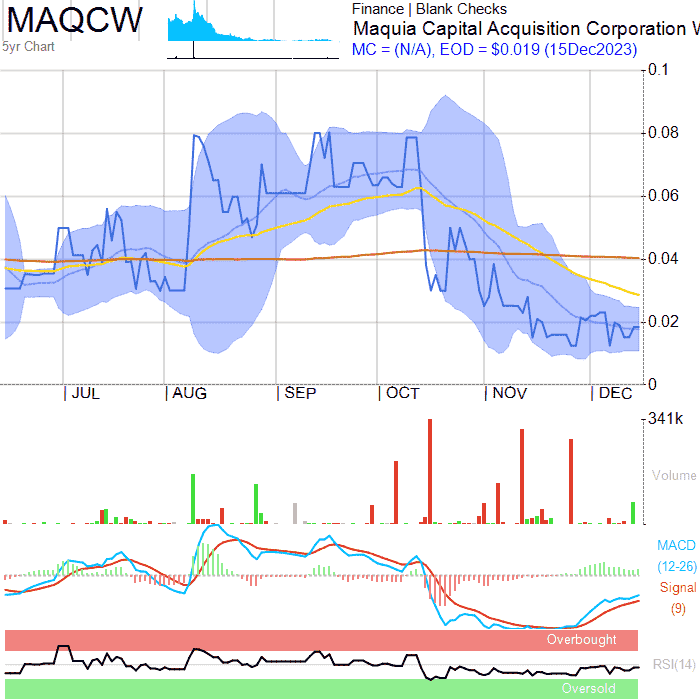 MAQCW
Finance | Blank Checks
Maquia Capital Acquisition Corporation W
5yr Chart
MC = (N/A), EOD = $0.019 (15Dec2023)
0.1
0.08
0.06
0.04
0.02
0
JUL AUG SEP OCT NOV DEC
341k
Volume
MACD
(12-26)
Signal
(9)
Overbought
RSI(14)
Oversold